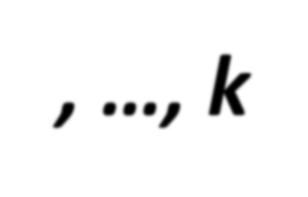 , ..., k